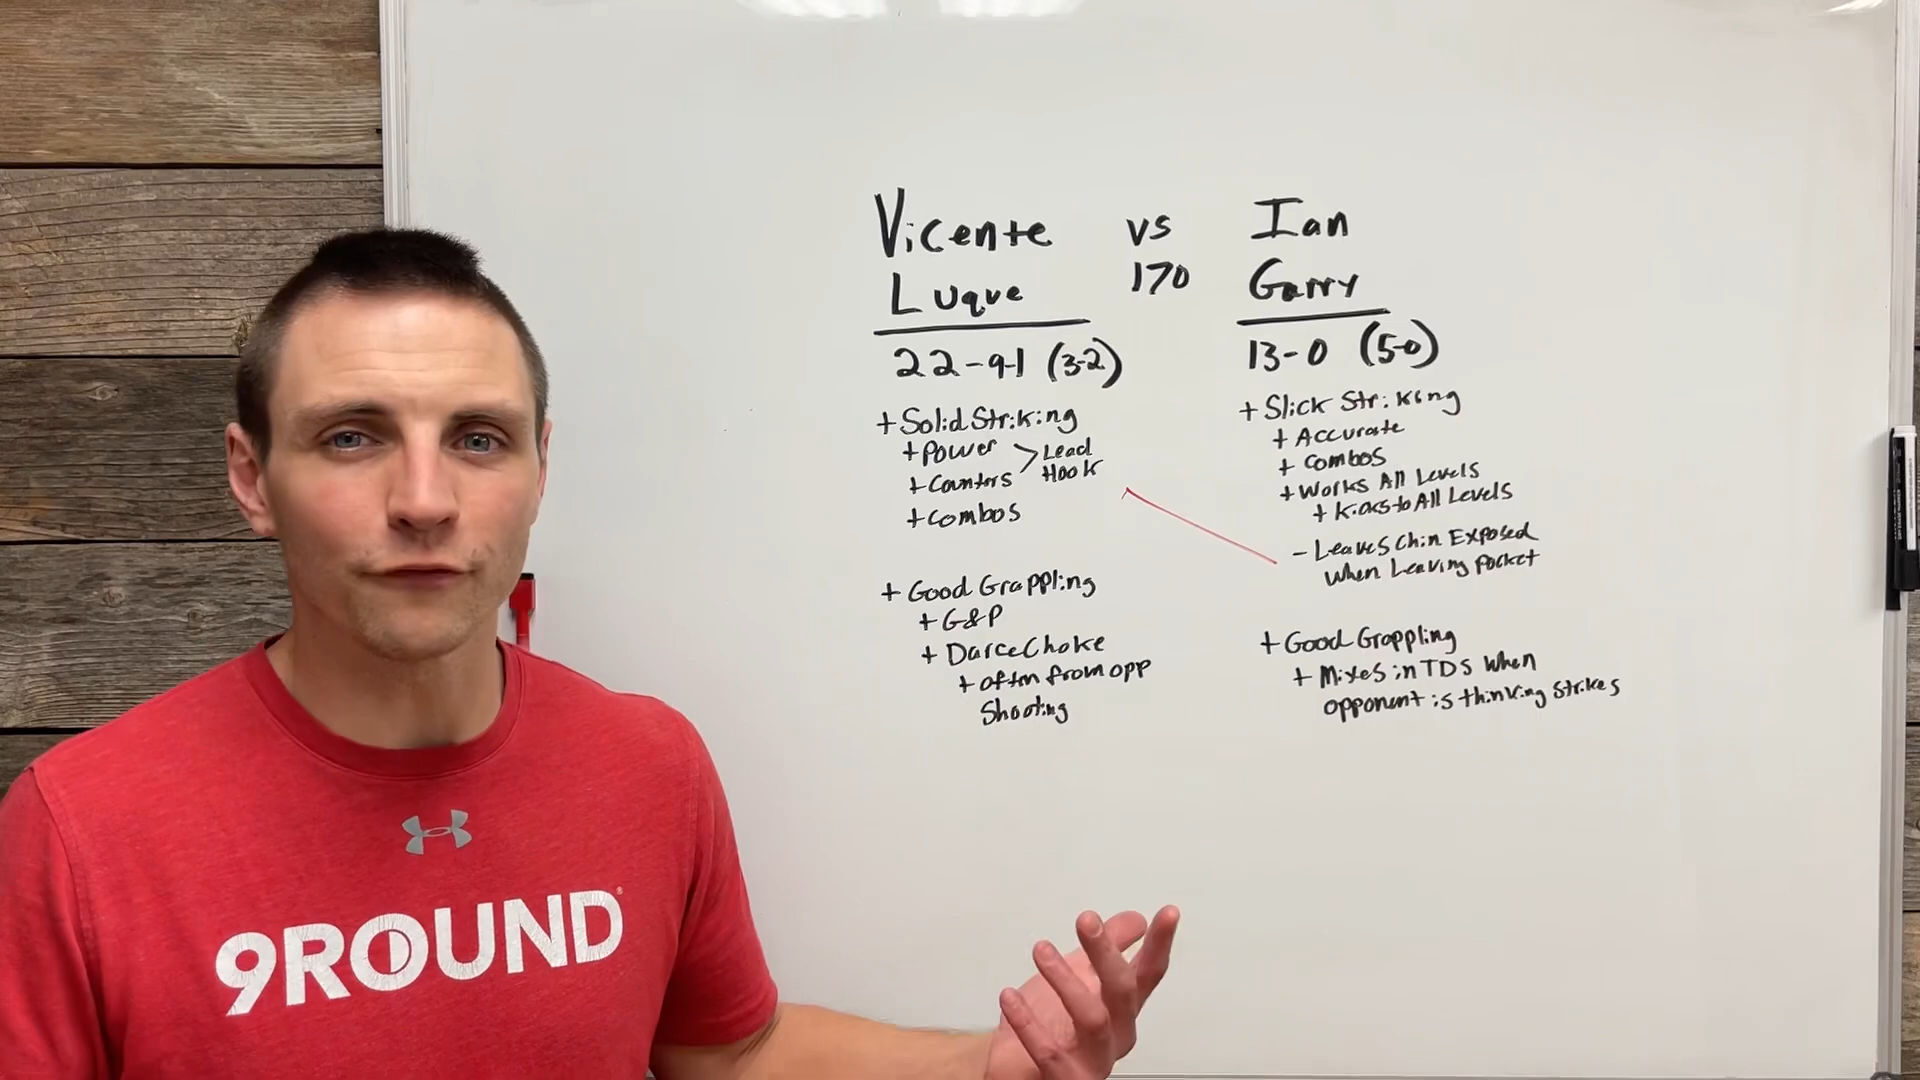 Vicente vs Ian
Luque 170 Garry
22-9-1 (3-2)
+ Solid Striking
+ Power > Lead
+ Counters Hook
+ Combos
+ Good Grappling
+ G&P
+ Darce Choke
+ often from opp
Shooting
13-0 (5-0)
+ Slick Striking
+ Accurate
+ Combos
+ Works All Levels
+ Kicks to All Levels
- Leaves Chin Exposed
when Leaving Pocket
+ Good Grappling
+ Mixes in TDs when
opponent is thinking strikes
9ROUND